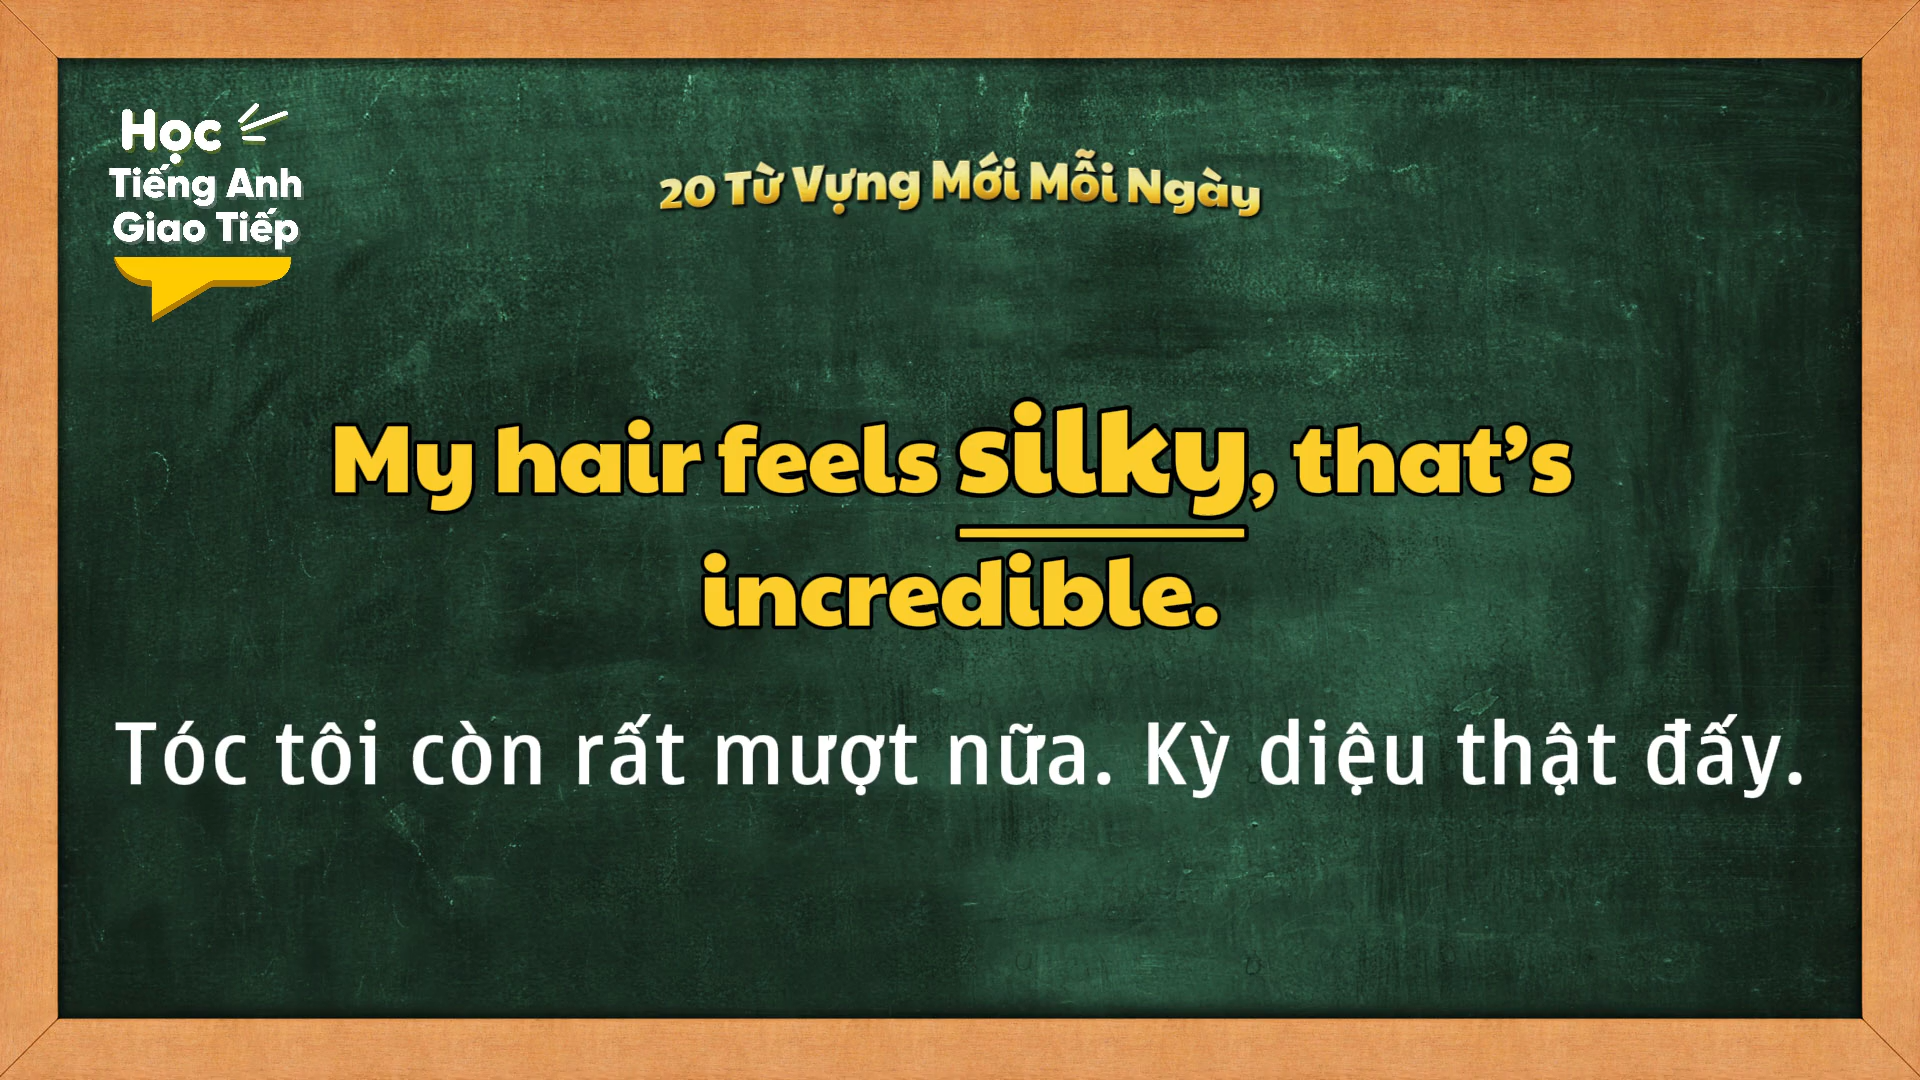 Học
Tiếng Anh
Giao Tiếp
20 Từ Vựng Mới Mỗi Ngày
My hair feels silky, that’s
incredible.
Tóc tôi còn rất mượt nữa. Kỳ diệu thật đấy.